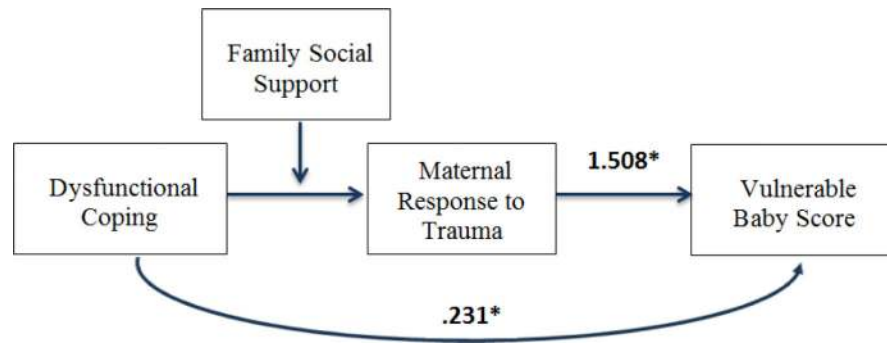 Family Social
Support
Dysfunctional
Coping
Maternal
Response to
Trauma
1.508*
Vulnerable
Baby Score
.231*